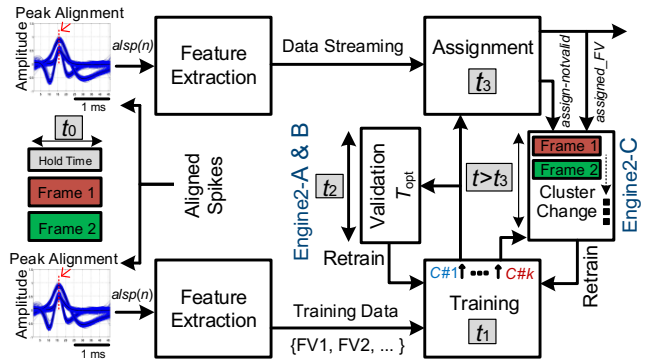 Peak Alignment
Amplitude
1 ms
alsp(n)
Feature
Extraction
Data Streaming
Assignment
t3
assign-notvalid
assigned_FV
t0
Hold Time
Frame 1
Frame 2
Aligned
Spikes
Engine2-A & B
t2
Validation
Topt
Retrain
t>t3
Frame 1
Frame 2
Cluster
Change
Engine2-C
Retrain
Peak Alignment
Amplitude
1 ms
alsp(n)
Feature
Extraction
Training Data
{FV1, FV2, ... }
C#1
C#k
Training
t1